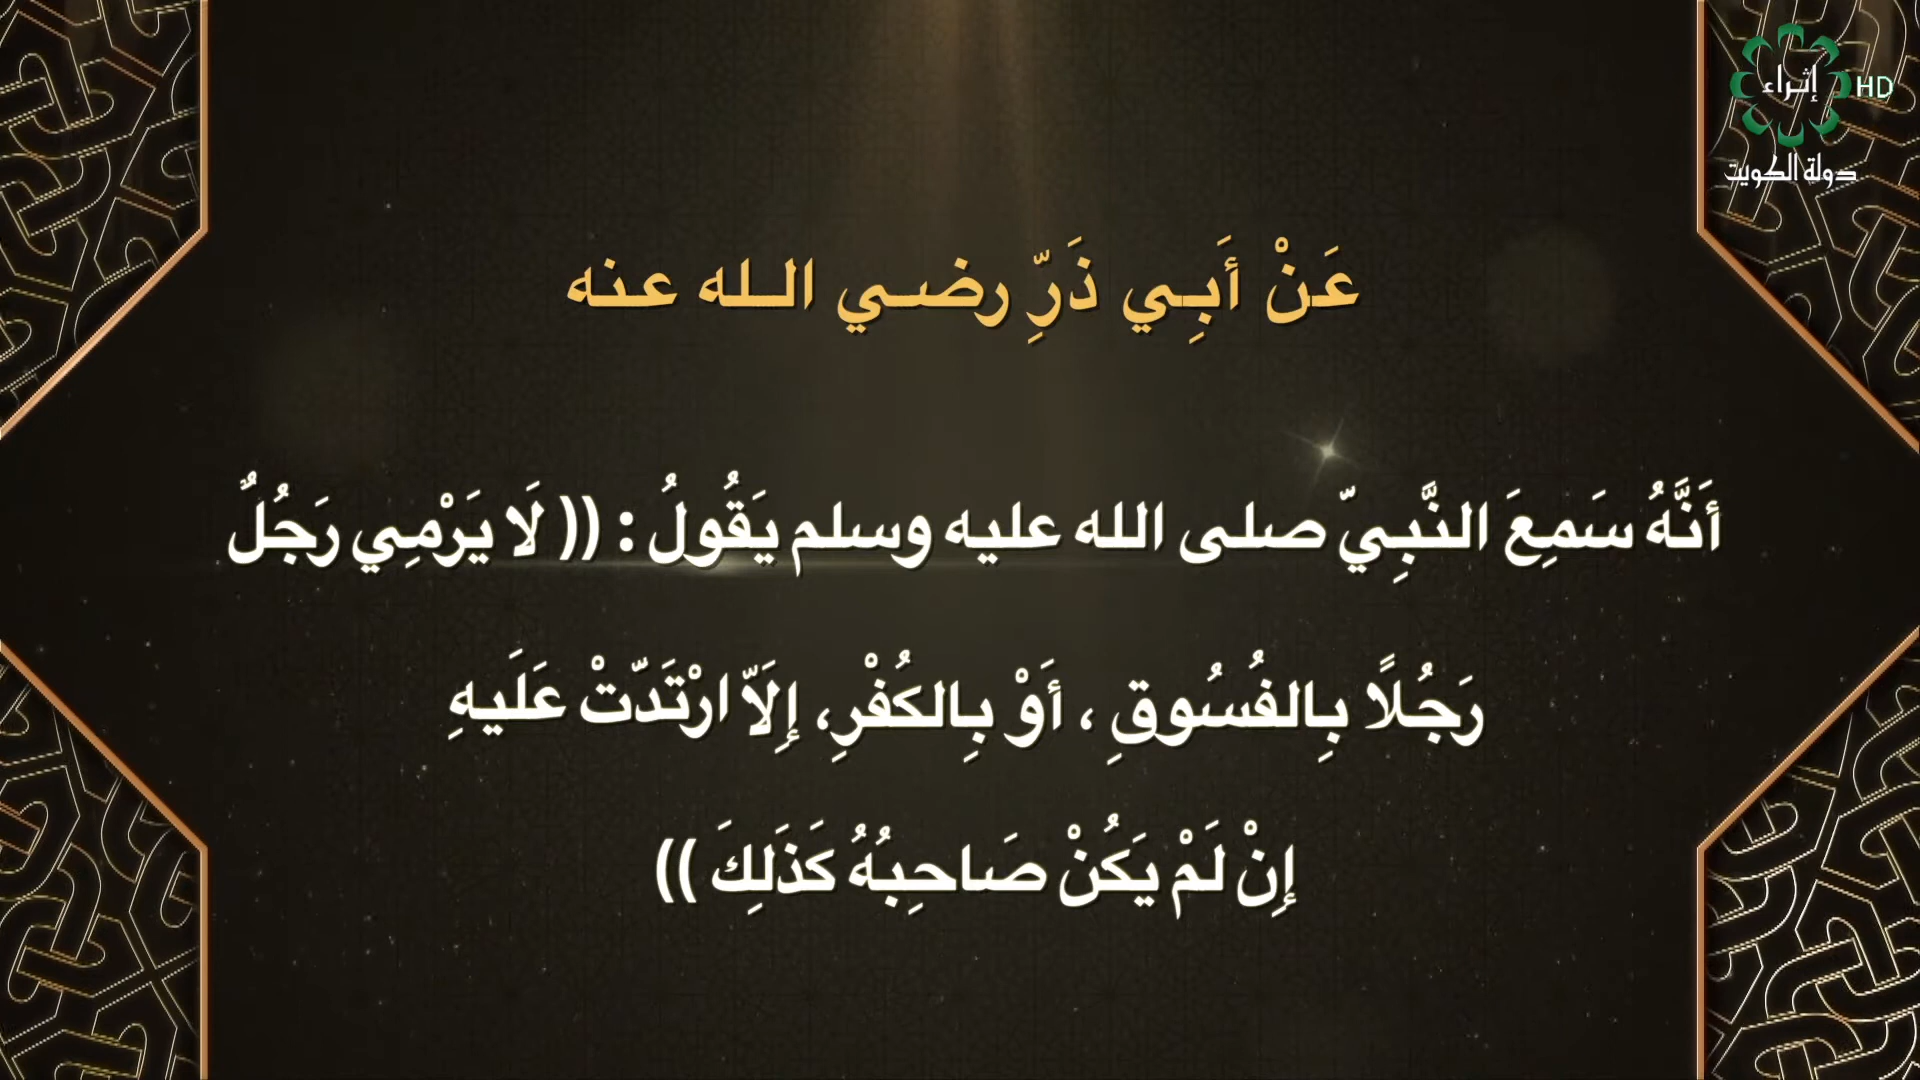 إثراء HD
دولة الكويت
عَنْ أَبِي ذَرِّ رضي الله عنه
أَنَّهُ سَمِعَ النَّبِيّ صلى الله عليه وسلم يَقُولُ : (( لَا يَرْمِي رَجُلٌ
رَجُلًا بِالفُسُوقِ ، أَوْ بِالكُفْرِ، إِلَّا ارْتَدّتْ عَلَيهِ
إِنْ لَمْ يَكُنْ صَاحِبُهُ كَذَلِكَ ))